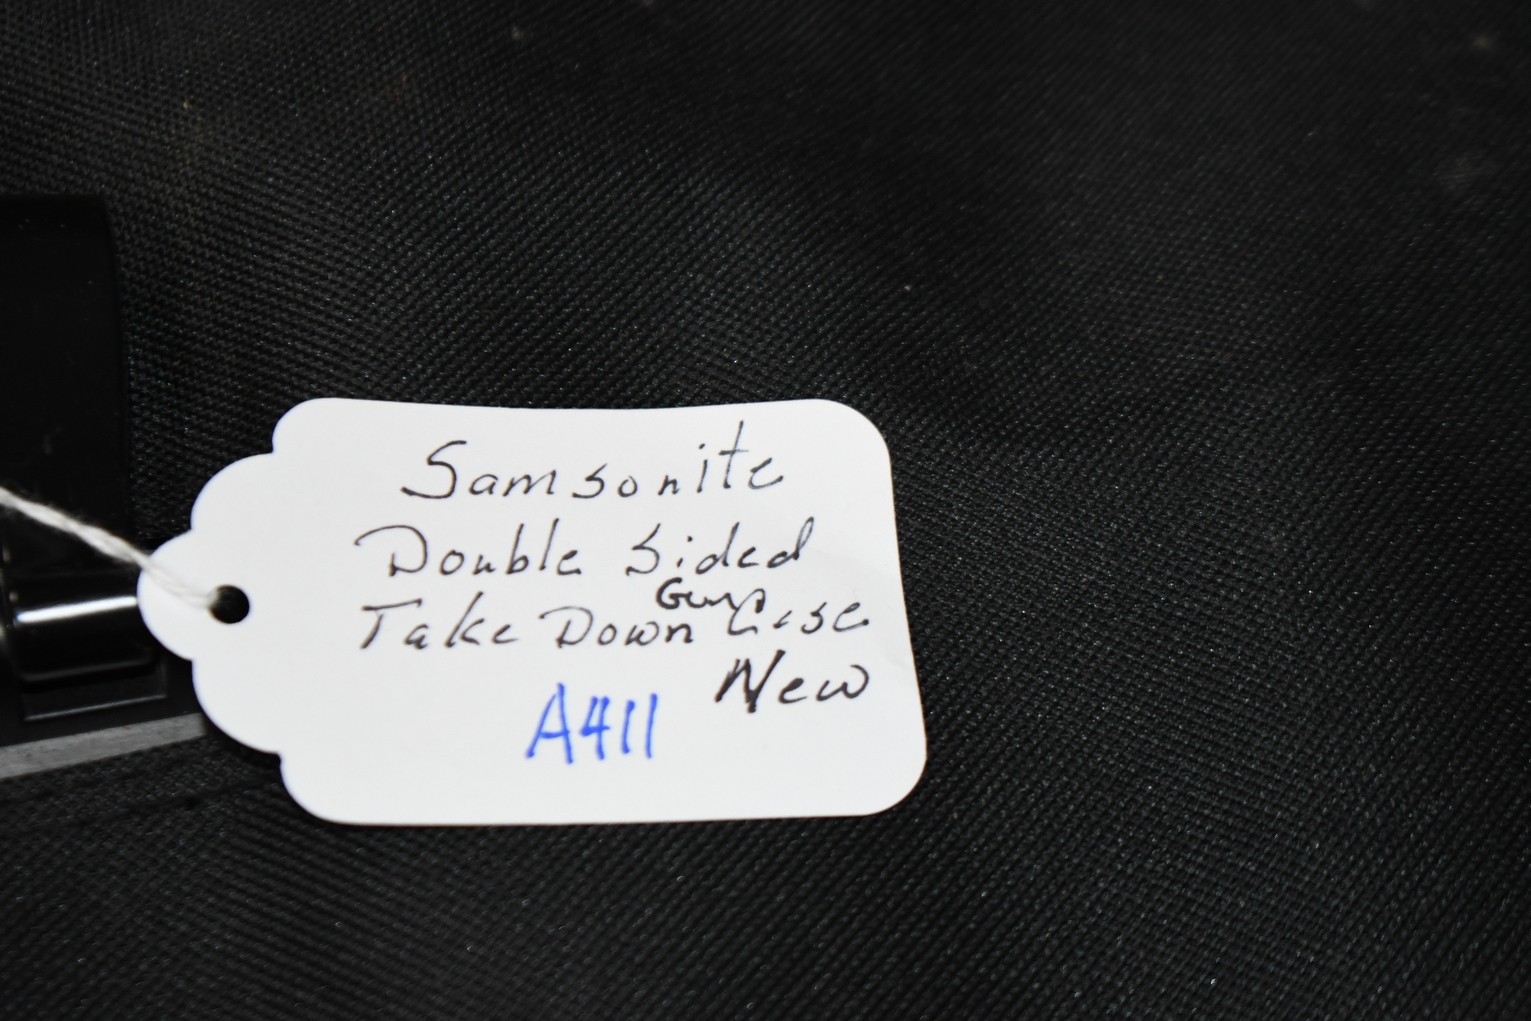 Samsonite
Double Sided
Take Down Gun Case
New
A411